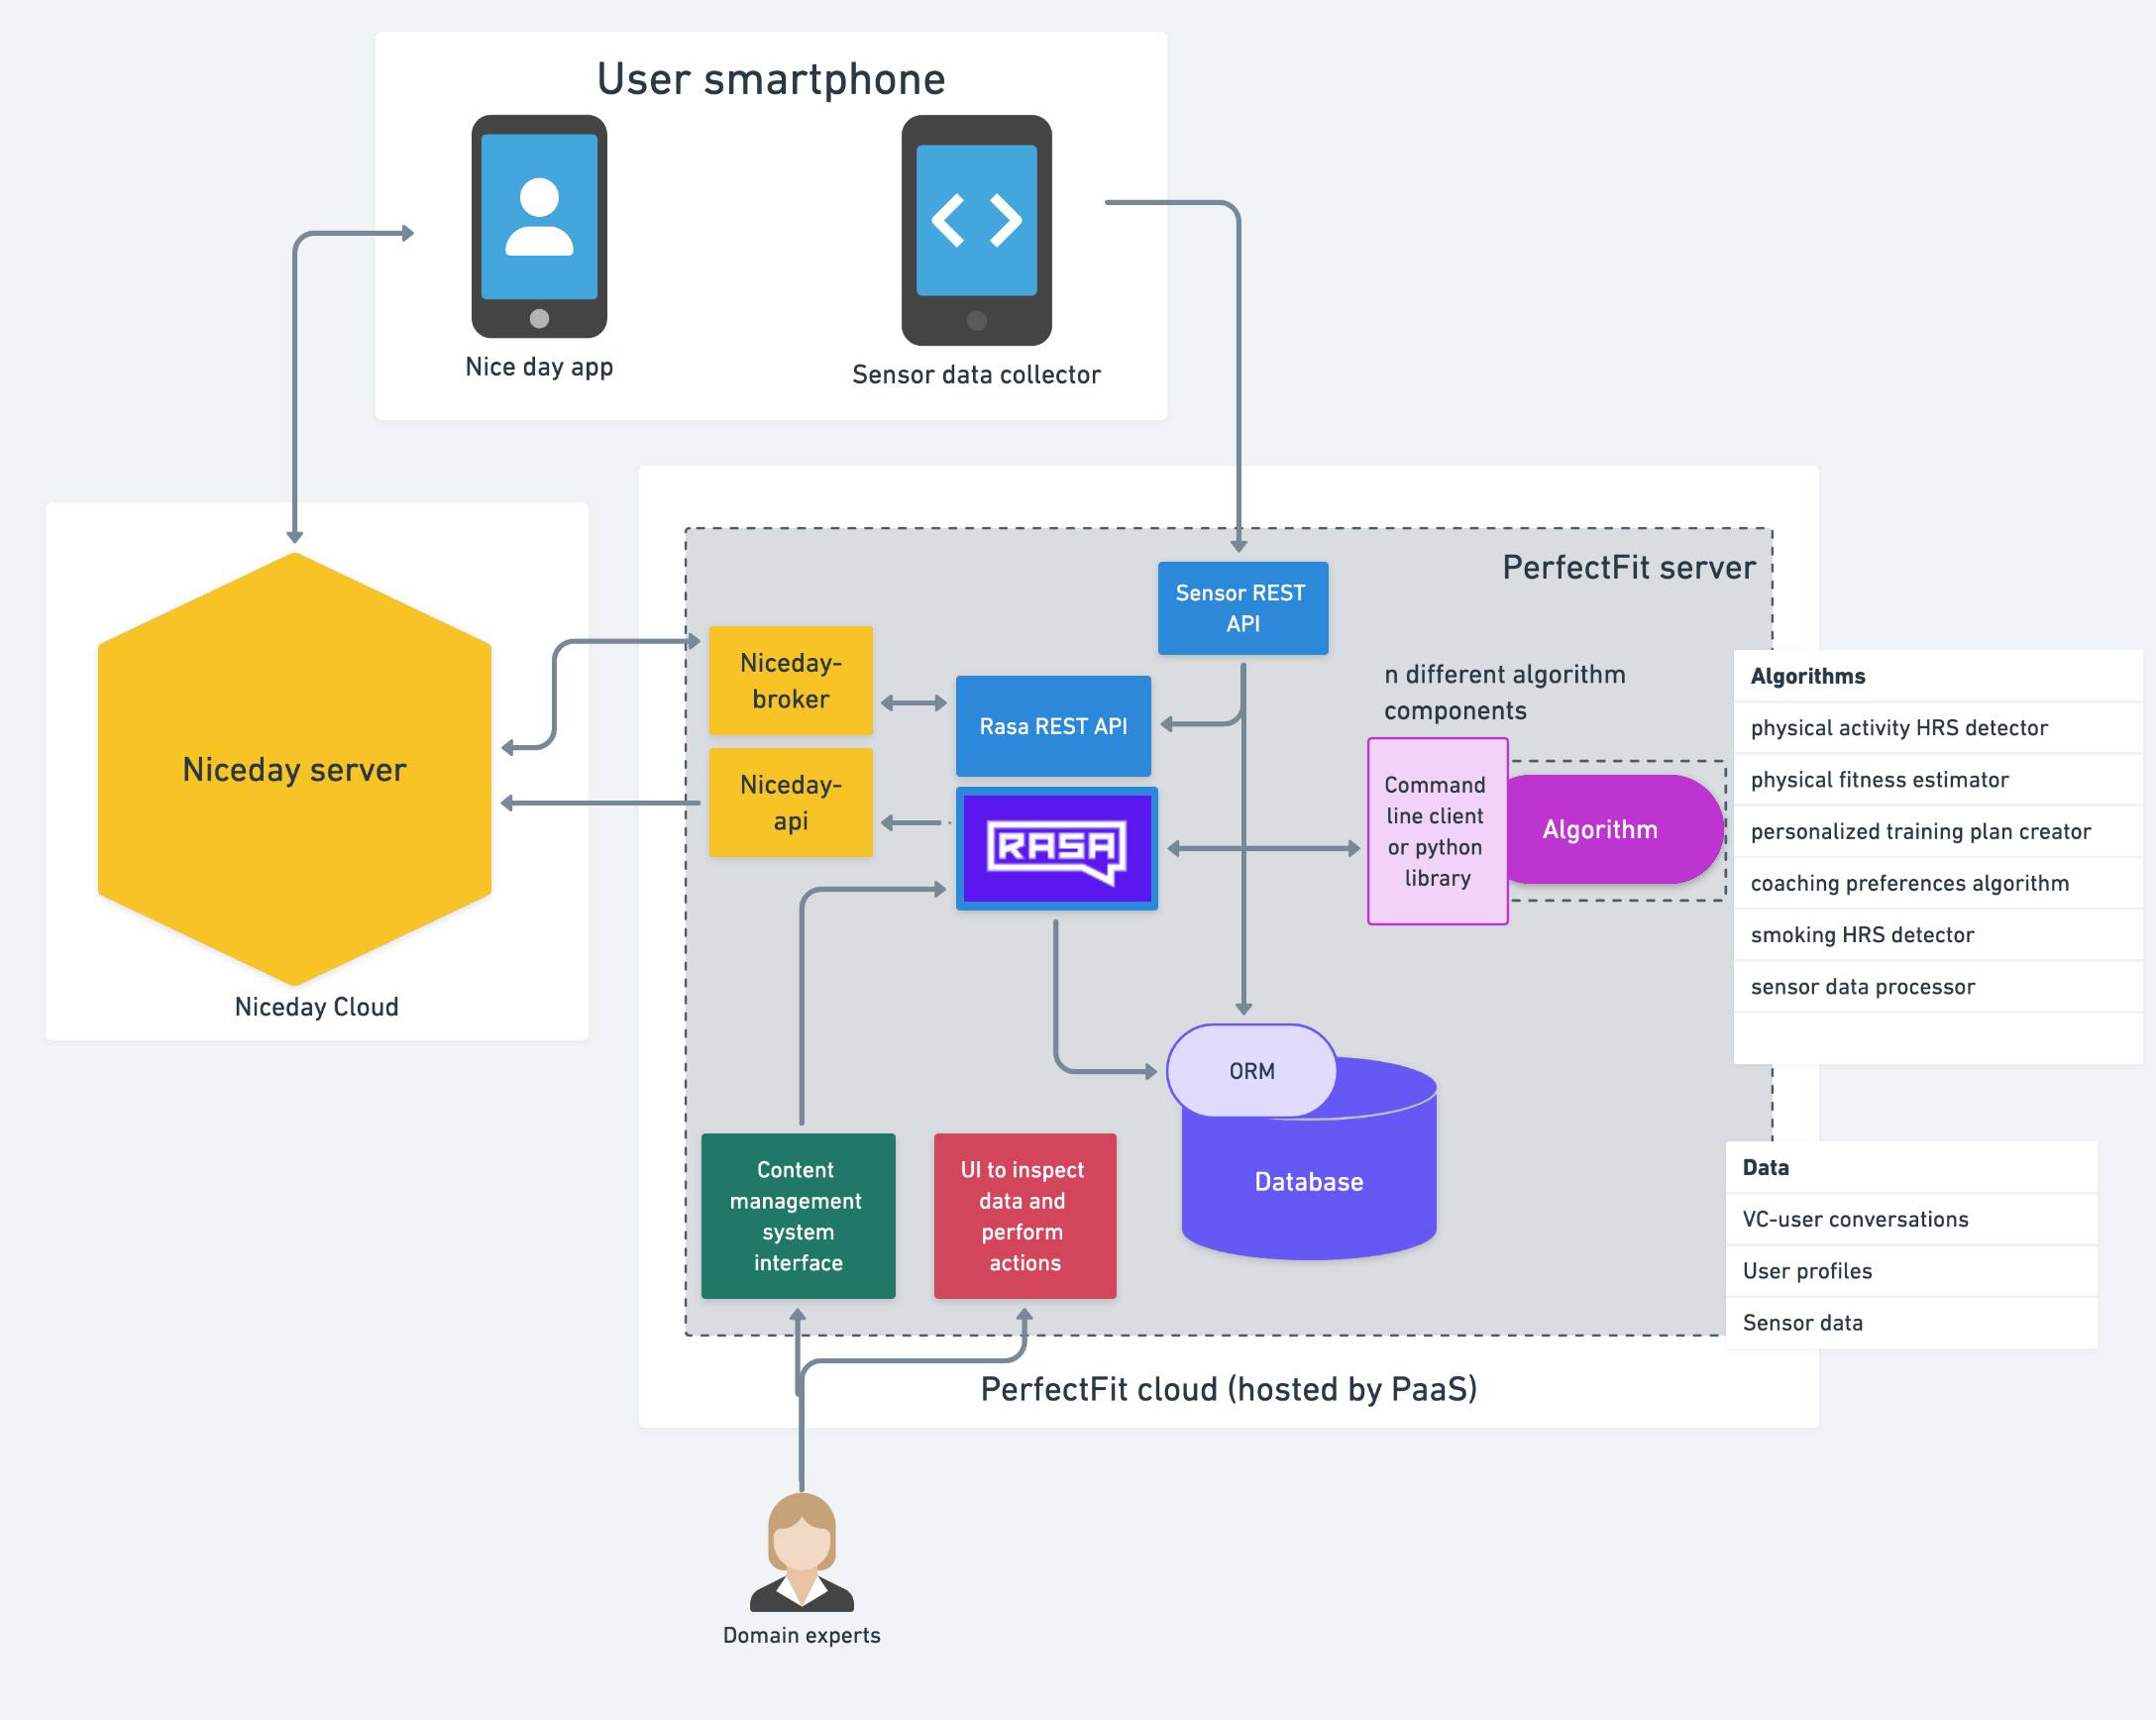 User smartphone
Nice day app
Sensor data collector
PerfectFit server
Sensor REST
API
Niceday-
broker
Rasa REST API
n different algorithm
components
Niceday server
Niceday-
api
RASA
Command
line client
or python
library
Algorithm
Algorithms
physical activity HRS detector
physical fitness estimator
personalized training plan creator
coaching preferences algorithm
smoking HRS detector
sensor data processor
Niceday Cloud
ORM
Database
Content
management
system
interface
UI to inspect
data and
perform
actions
Data
VC-user conversations
User profiles
Sensor data
PerfectFit cloud (hosted by PaaS)
Domain experts